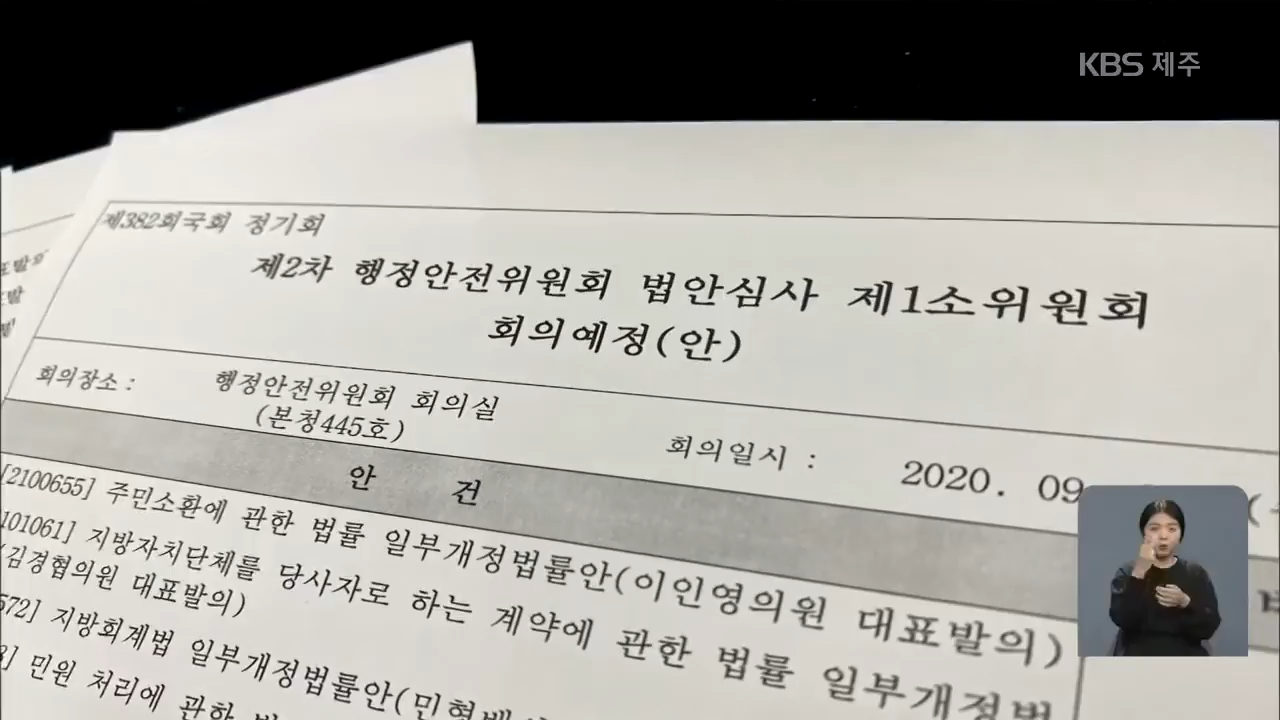 KBS 제주
제382회국회 정기회
제2차 행정안전위원회 법안심사 제1소위원회
회의예정(안)
회의장소 : 행정안전위원회 회의실
(본청445호)
회의일시 : 2020. 09
안 건
[2100655] 주민소환에 관한 법률 일부개정법률안(이인영의원 대표발의)
101061] 지방자치단체를 당사자로 하는 계약에 관한 법률 일부개정법
(김경협의원 대표발의)
572] 지방회계법 일부개정법률안(민형배
] 민원 처리에 관한